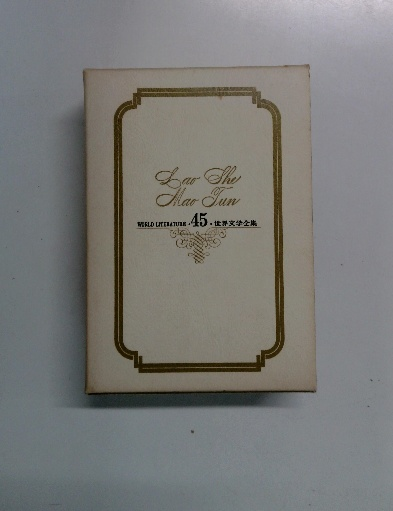 Lao She
Mao Tun
WORLD LITERATURE · 45 · 世界文学全集